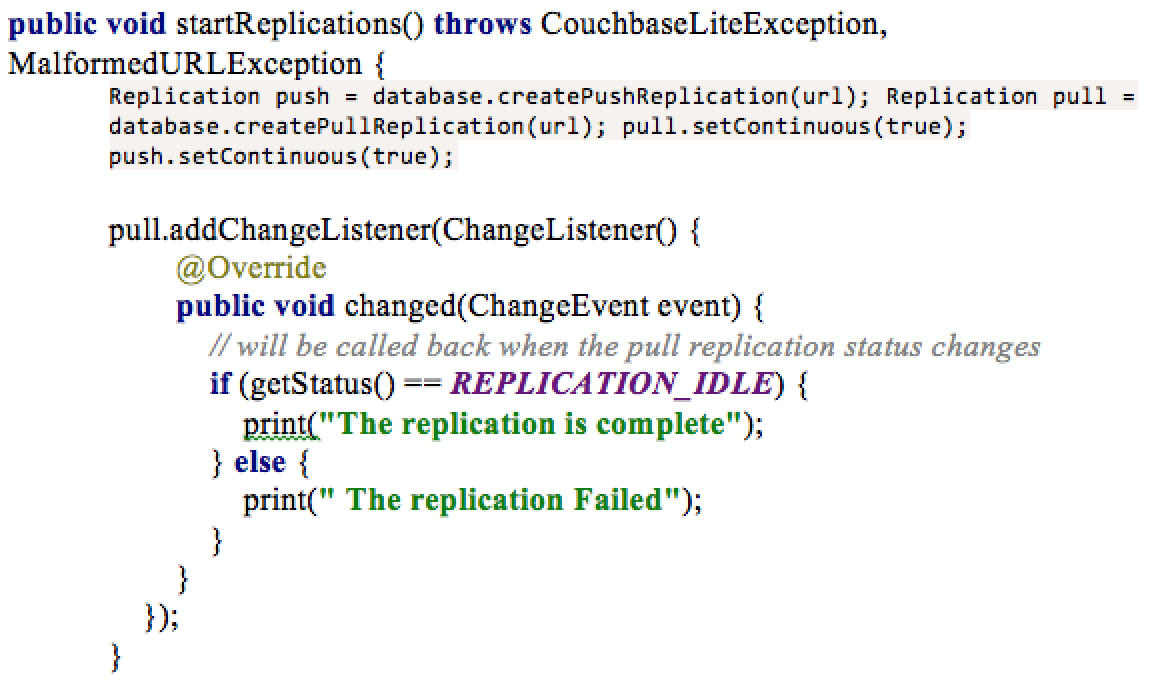 public void startReplications() throws CouchbaseLiteException,
MalformedURLException {
Replication push = database.createPushReplication(url); Replication pull =
database.createPullReplication(url); pull.setContinuous(true);
push.setContinuous(true);
pull.addChangeListener(ChangeListener() {
@Override
public void changed(ChangeEvent event) {
// will be called back when the pull replication status changes
if (getStatus() == REPLICATION_IDLE) {
print("The replication is complete");
} else {
print(" The replication Failed");
}
}
});
}